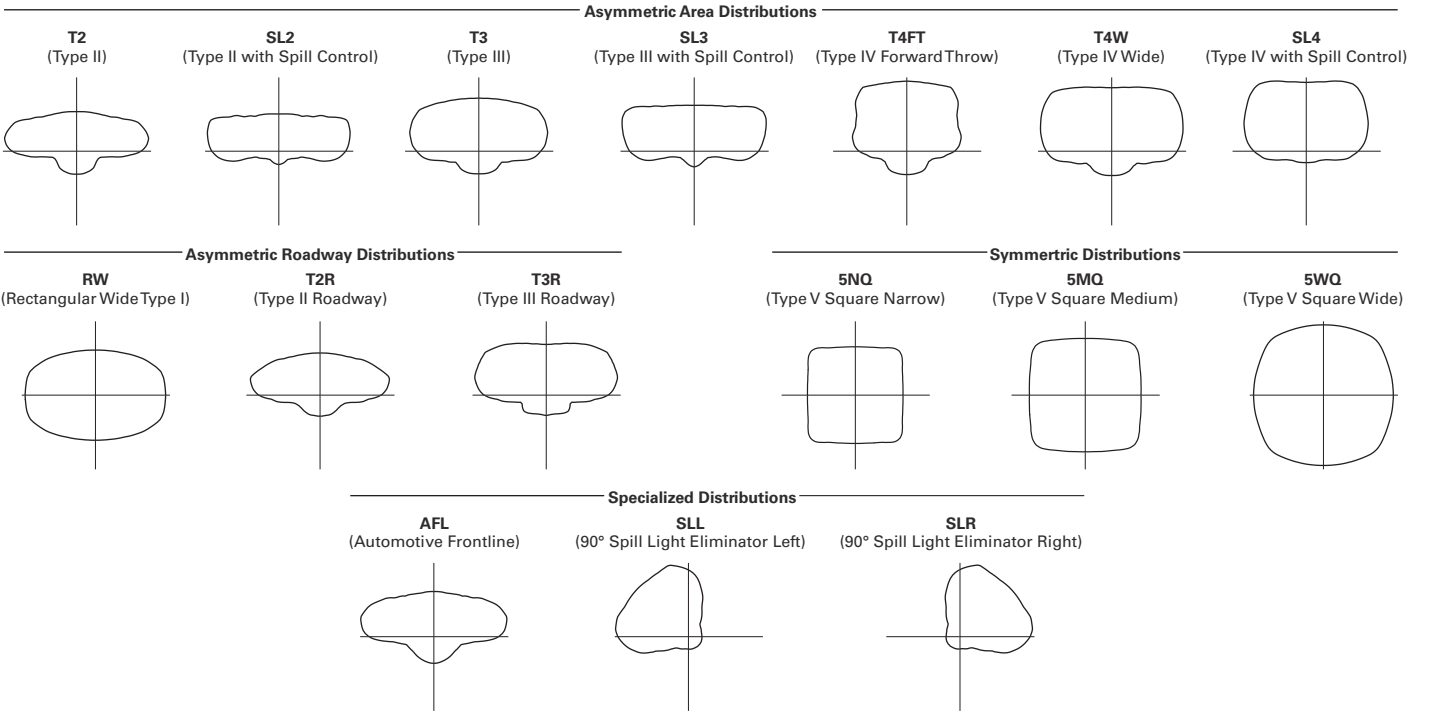 Asymmetric Area Distributions
T2 SL2 T3 SL3 T4FT T4W SL4
(Type II) (Type II with Spill Control) (Type III) (Type III with Spill Control) (Type IV Forward Throw) (Type IV Wide) (Type IV with Spill Control)
Asymmetric Roadway Distributions Symmertric Distributions
RW T2R T3R 5NQ 5MQ 5WQ
(Rectangular Wide Type I) (Type II Roadway) (Type III Roadway) (Type V Square Narrow) (Type V Square Medium) (Type V Square Wide)
Specialized Distributions
AFL SLL SLR
(Automotive Frontline) (90° Spill Light Eliminator Left) (90° Spill Light Eliminator Right)